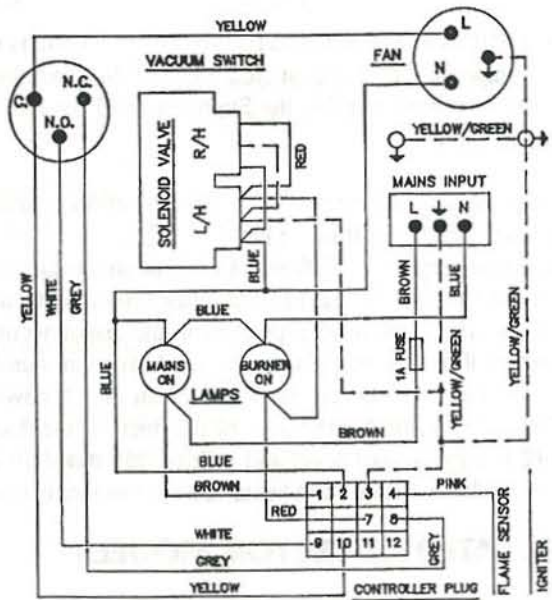 YELLOW
L
VACUUM SWITCH
FAN
N
C.
N.C.
N.O.
SOLENOID VALVE
R/H
L/H
RED
YELLOW/GREEN
MAINS INPUT
L
N
BLUE
YELLOW
WHITE
GREY
BROWN
BLUE
YELLOW/GREEN
BLUE
BLUE
MAINS ON
BURNER ON
LAMPS
1A FUSE
YELLOW/GREEN
BROWN
BLUE
BROWN
1 2 3 4
PINK
RED
7 8
WHITE
9 10 11 12
GREY
GREY
YELLOW
CONTROLLER PLUG
FLAME SENSOR
IGNITER